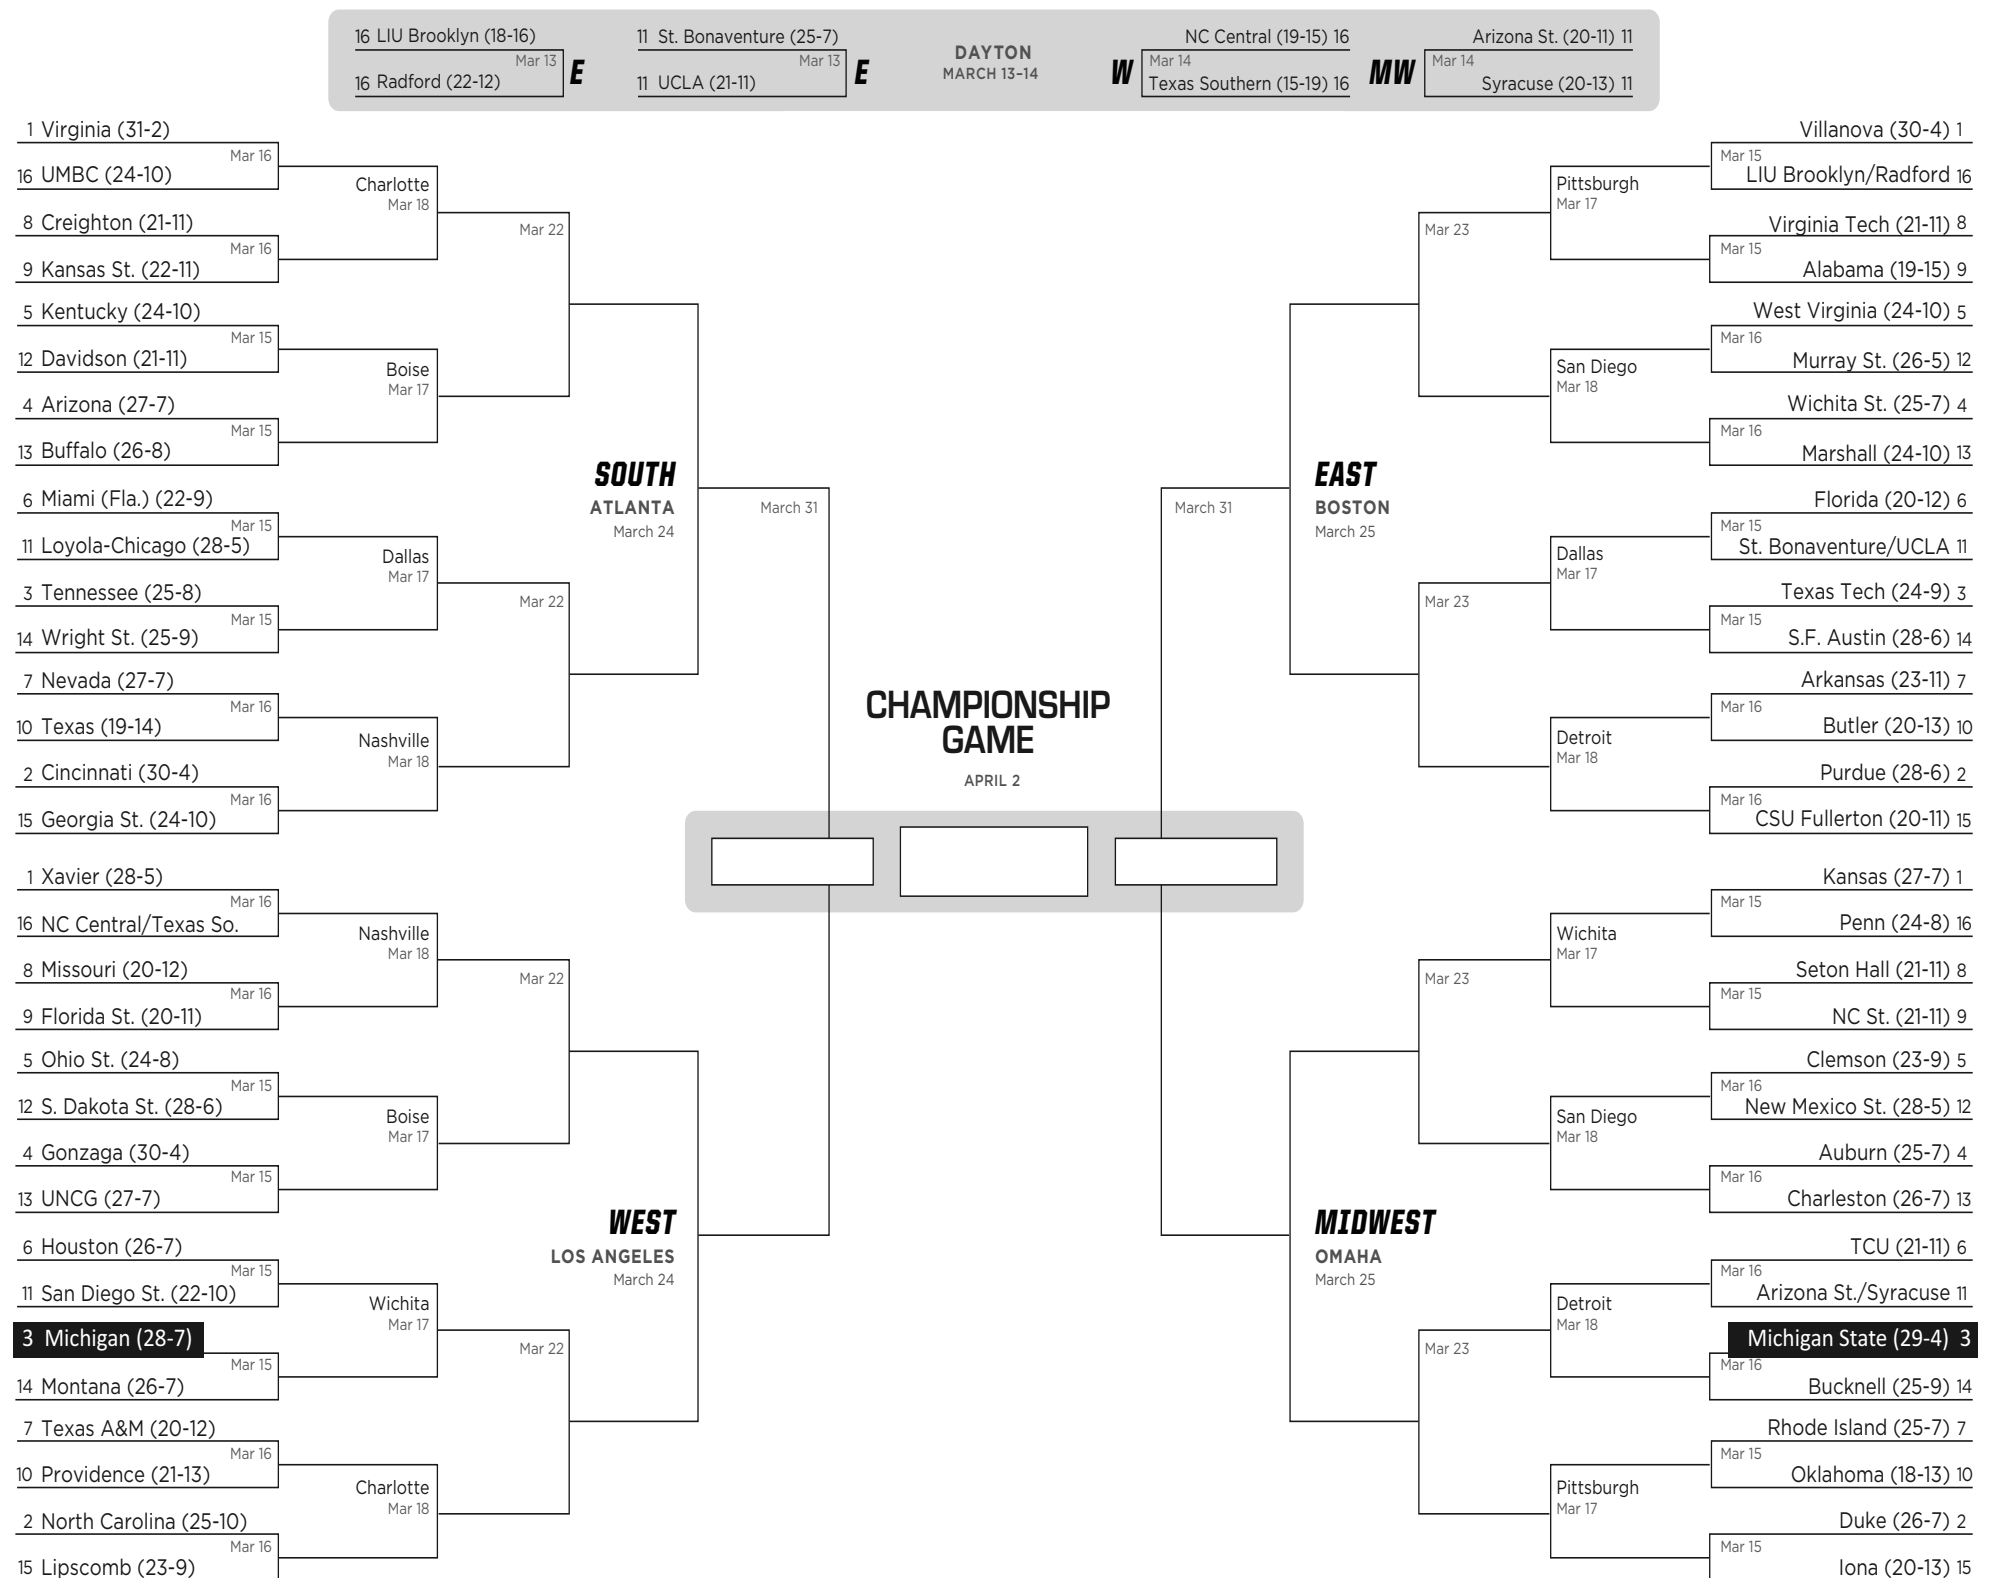 16 LIU Brooklyn (18-16)
Mar 13
16 Radford (22-12)
E
11 St. Bonaventure (25-7)
Mar 13
11 UCLA (21-11)
E
DAYTON
MARCH 13-14
W
NC Central (19-15) 16
Mar 14
Texas Southern (15-19) 16
MW
Arizona St. (20-11) 11
Mar 14
Syracuse (20-13) 11
1 Virginia (31-2)
Mar 16
16 UMBC (24-10)
Charlotte
Mar 18
8 Creighton (21-11)
Mar 16
9 Kansas St. (22-11)
Mar 22
5 Kentucky (24-10)
Mar 15
12 Davidson (21-11)
Boise
Mar 17
4 Arizona (27-7)
Mar 15
13 Buffalo (26-8)
SOUTH
ATLANTA
March 24
March 31
6 Miami (Fla.) (22-9)
Mar 15
11 Loyola-Chicago (28-5)
Dallas
Mar 17
3 Tennessee (25-8)
Mar 15
14 Wright St. (25-9)
Mar 22
7 Nevada (27-7)
Mar 16
10 Texas (19-14)
Nashville
Mar 18
2 Cincinnati (30-4)
Mar 16
15 Georgia St. (24-10)
1 Xavier (28-5)
Mar 16
16 NC Central/Texas So.
Nashville
Mar 18
8 Missouri (20-12)
Mar 16
9 Florida St. (20-11)
Mar 22
5 Ohio St. (24-8)
Mar 15
12 S. Dakota St. (28-6)
Boise
Mar 17
4 Gonzaga (30-4)
Mar 15
13 UNCG (27-7)
WEST
LOS ANGELES
March 24
6 Houston (26-7)
Mar 15
11 San Diego St. (22-10)
Wichita
Mar 17
3 Michigan (28-7)
Mar 15
14 Montana (26-7)
Mar 22
7 Texas A&M (20-12)
Mar 16
10 Providence (21-13)
Charlotte
Mar 18
2 North Carolina (25-10)
Mar 16
15 Lipscomb (23-9)
CHAMPIONSHIP
GAME
APRIL 2
Villanova (30-4) 1
Mar 15
LIU Brooklyn/Radford 16
Pittsburgh
Mar 17
Virginia Tech (21-11) 8
Mar 15
Alabama (19-15) 9
Mar 23
West Virginia (24-10) 5
Mar 16
Murray St. (26-5) 12
San Diego
Mar 18
Wichita St. (25-7) 4
Mar 16
Marshall (24-10) 13
EAST
BOSTON
March 25
March 31
Florida (20-12) 6
Mar 15
St. Bonaventure/UCLA 11
Dallas
Mar 17
Texas Tech (24-9) 3
Mar 15
S.F. Austin (28-6) 14
Mar 23
Arkansas (23-11) 7
Mar 16
Butler (20-13) 10
Detroit
Mar 18
Purdue (28-6) 2
Mar 16
CSU Fullerton (20-11) 15
Kansas (27-7) 1
Mar 15
Penn (24-8) 16
Wichita
Mar 17
Seton Hall (21-11) 8
Mar 15
NC St. (21-11) 9
Mar 23
Clemson (23-9) 5
Mar 16
New Mexico St. (28-5) 12
San Diego
Mar 18
Auburn (25-7) 4
Mar 16
Charleston (26-7) 13
MIDWEST
OMAHA
March 25
TCU (21-11) 6
Mar 16
Arizona St./Syracuse 11
Detroit
Mar 18
Michigan State (29-4) 3
Mar 16
Bucknell (25-9) 14
Mar 23
Rhode Island (25-7) 7
Mar 15
Oklahoma (18-13) 10
Pittsburgh
Mar 17
Duke (26-7) 2
Mar 15
Iona (20-13) 15